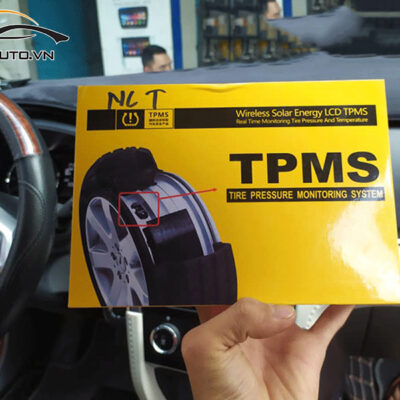 UTO.VN
NLT
TPMS
Wireless Solar Energy LCD TPMS
Real Time Monitoring Tire Pressure And Temperature
TPMS
TIRE PRESSURE MONITORING SYSTEM